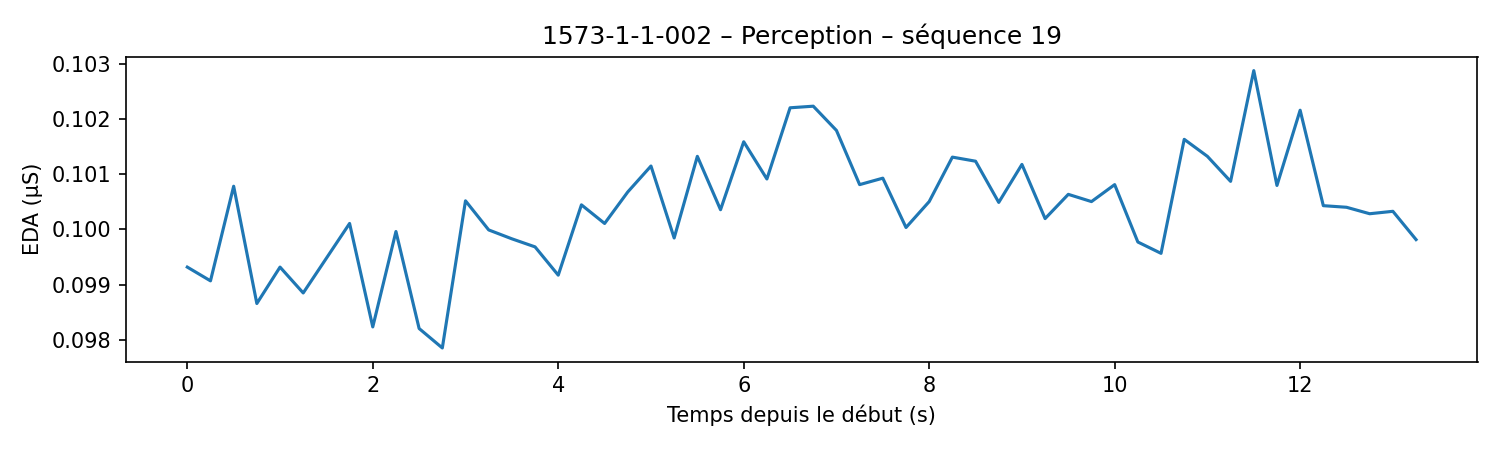 1573-1-1-002 – Perception – séquence 19
EDA (µS)
0.103
0.102
0.101
0.100
0.099
0.098
0 2 4 6 8 10 12
Temps depuis le début (s)